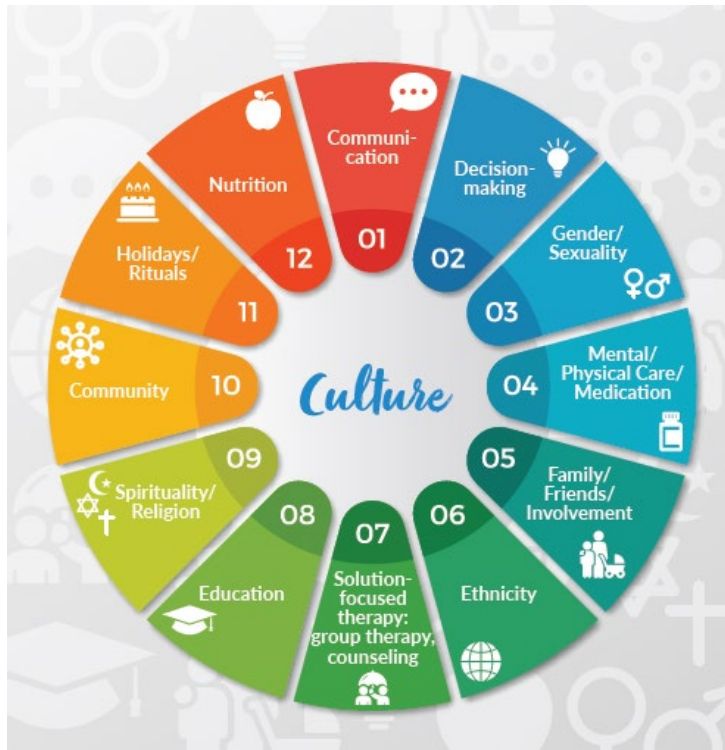 Communi-
cation
01
Decision-
making
02
Gender/
Sexuality
03
Mental/
Physical Care/
Medication
04
Family/
Friends/
Involvement
05
Ethnicity
06
Solution-
focused
therapy:
group therapy,
counseling
07
Education
08
Spirituality/
Religion
09
Community
10
Holidays/
Rituals
11
Nutrition
12
Culture